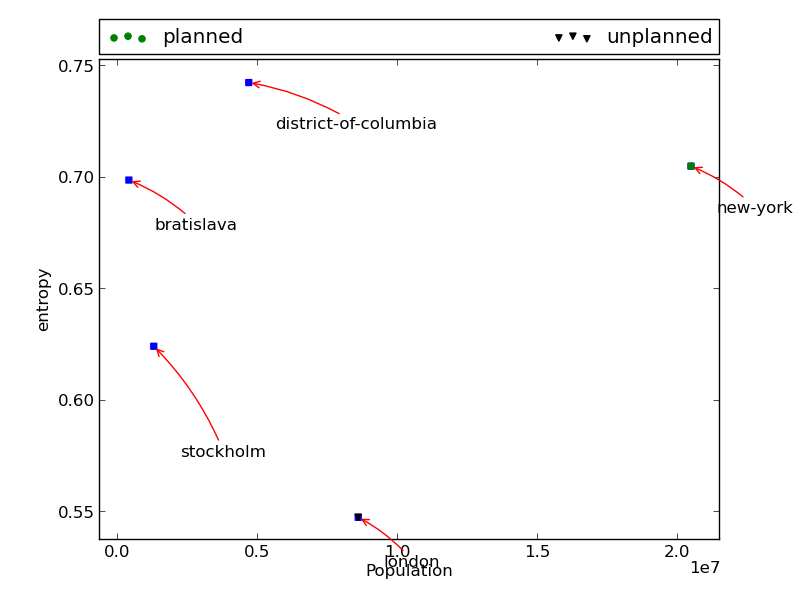 planned unplanned
0.75
district-of-columbia
0.70
new-york
bratislava
0.65
entropy
0.60
stockholm
0.55
0.0 0.5 1.0 1.5 2.0
london
Population 1e7